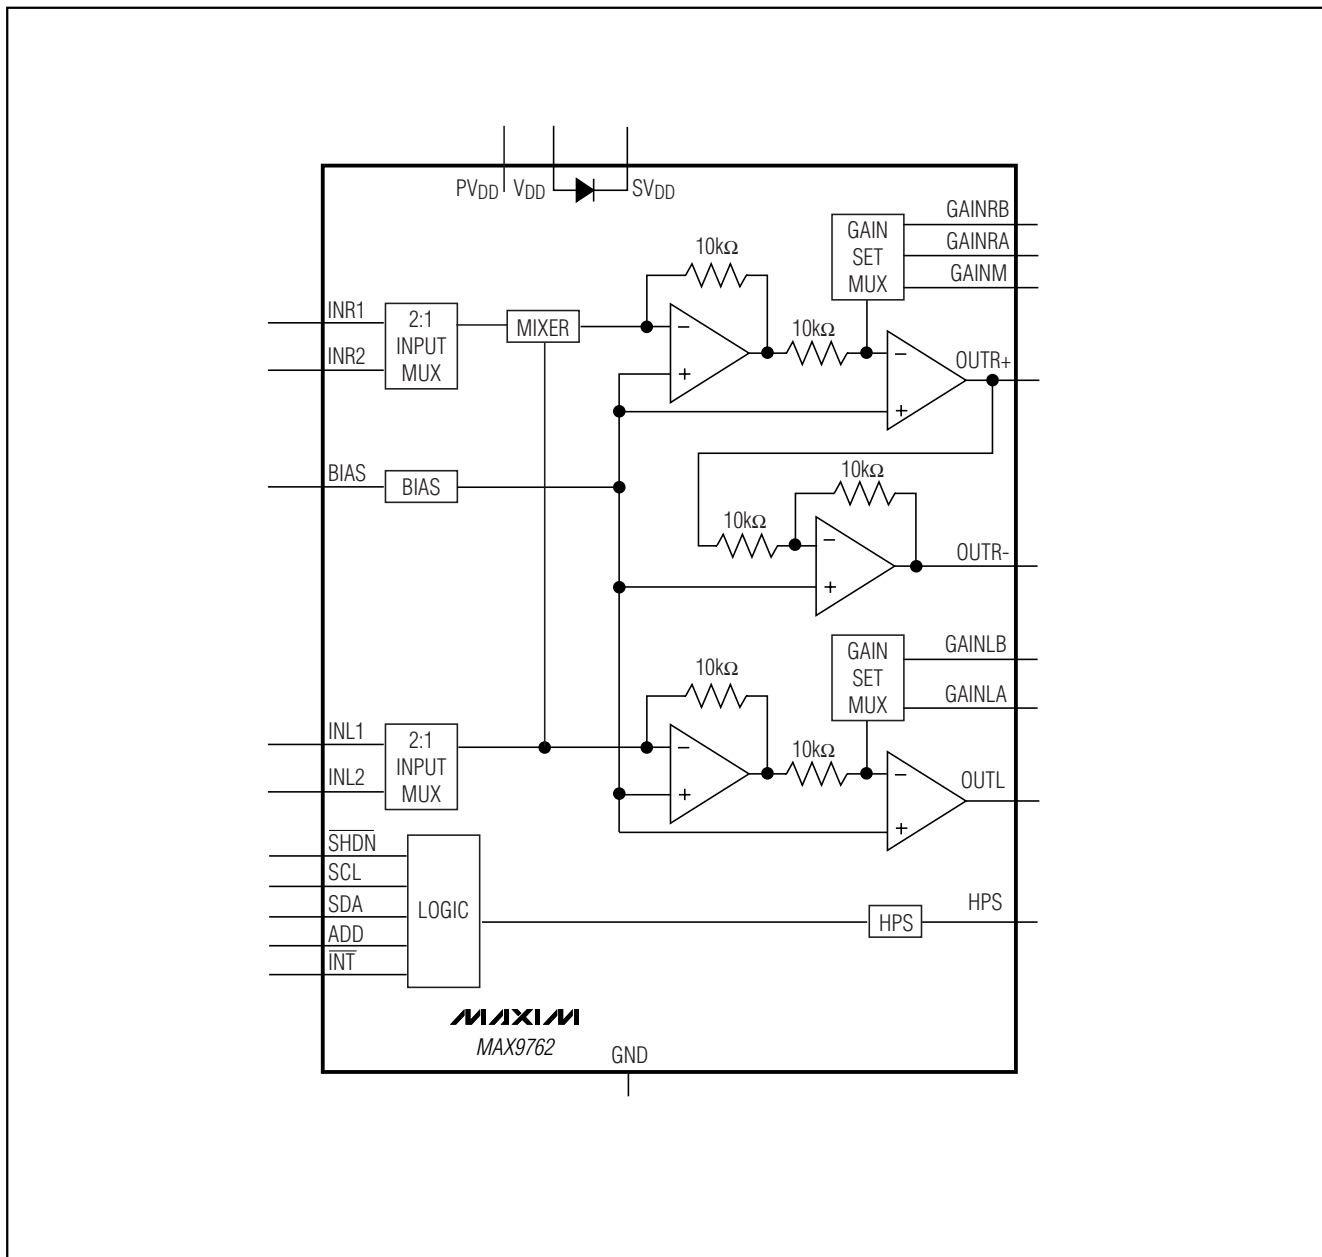 PVDD VDD SVDD
GAINRB
GAIN
SET
MUX
GAINRA
GAINM
10kΩ
INR1
2:1
INPUT
MUX
INR2
MIXER
−
+
10kΩ
−
+
OUTR+
BIAS
BIAS
10kΩ
10kΩ
−
+
OUTR-
GAIN
SET
MUX
GAINLB
GAINLA
10kΩ
INL1
2:1
INPUT
MUX
INL2
−
+
10kΩ
−
+
OUTL
SHDN
SCL
SDA
ADD
INT
LOGIC
HPS
HPS
MAXIM
MAX9762
GND